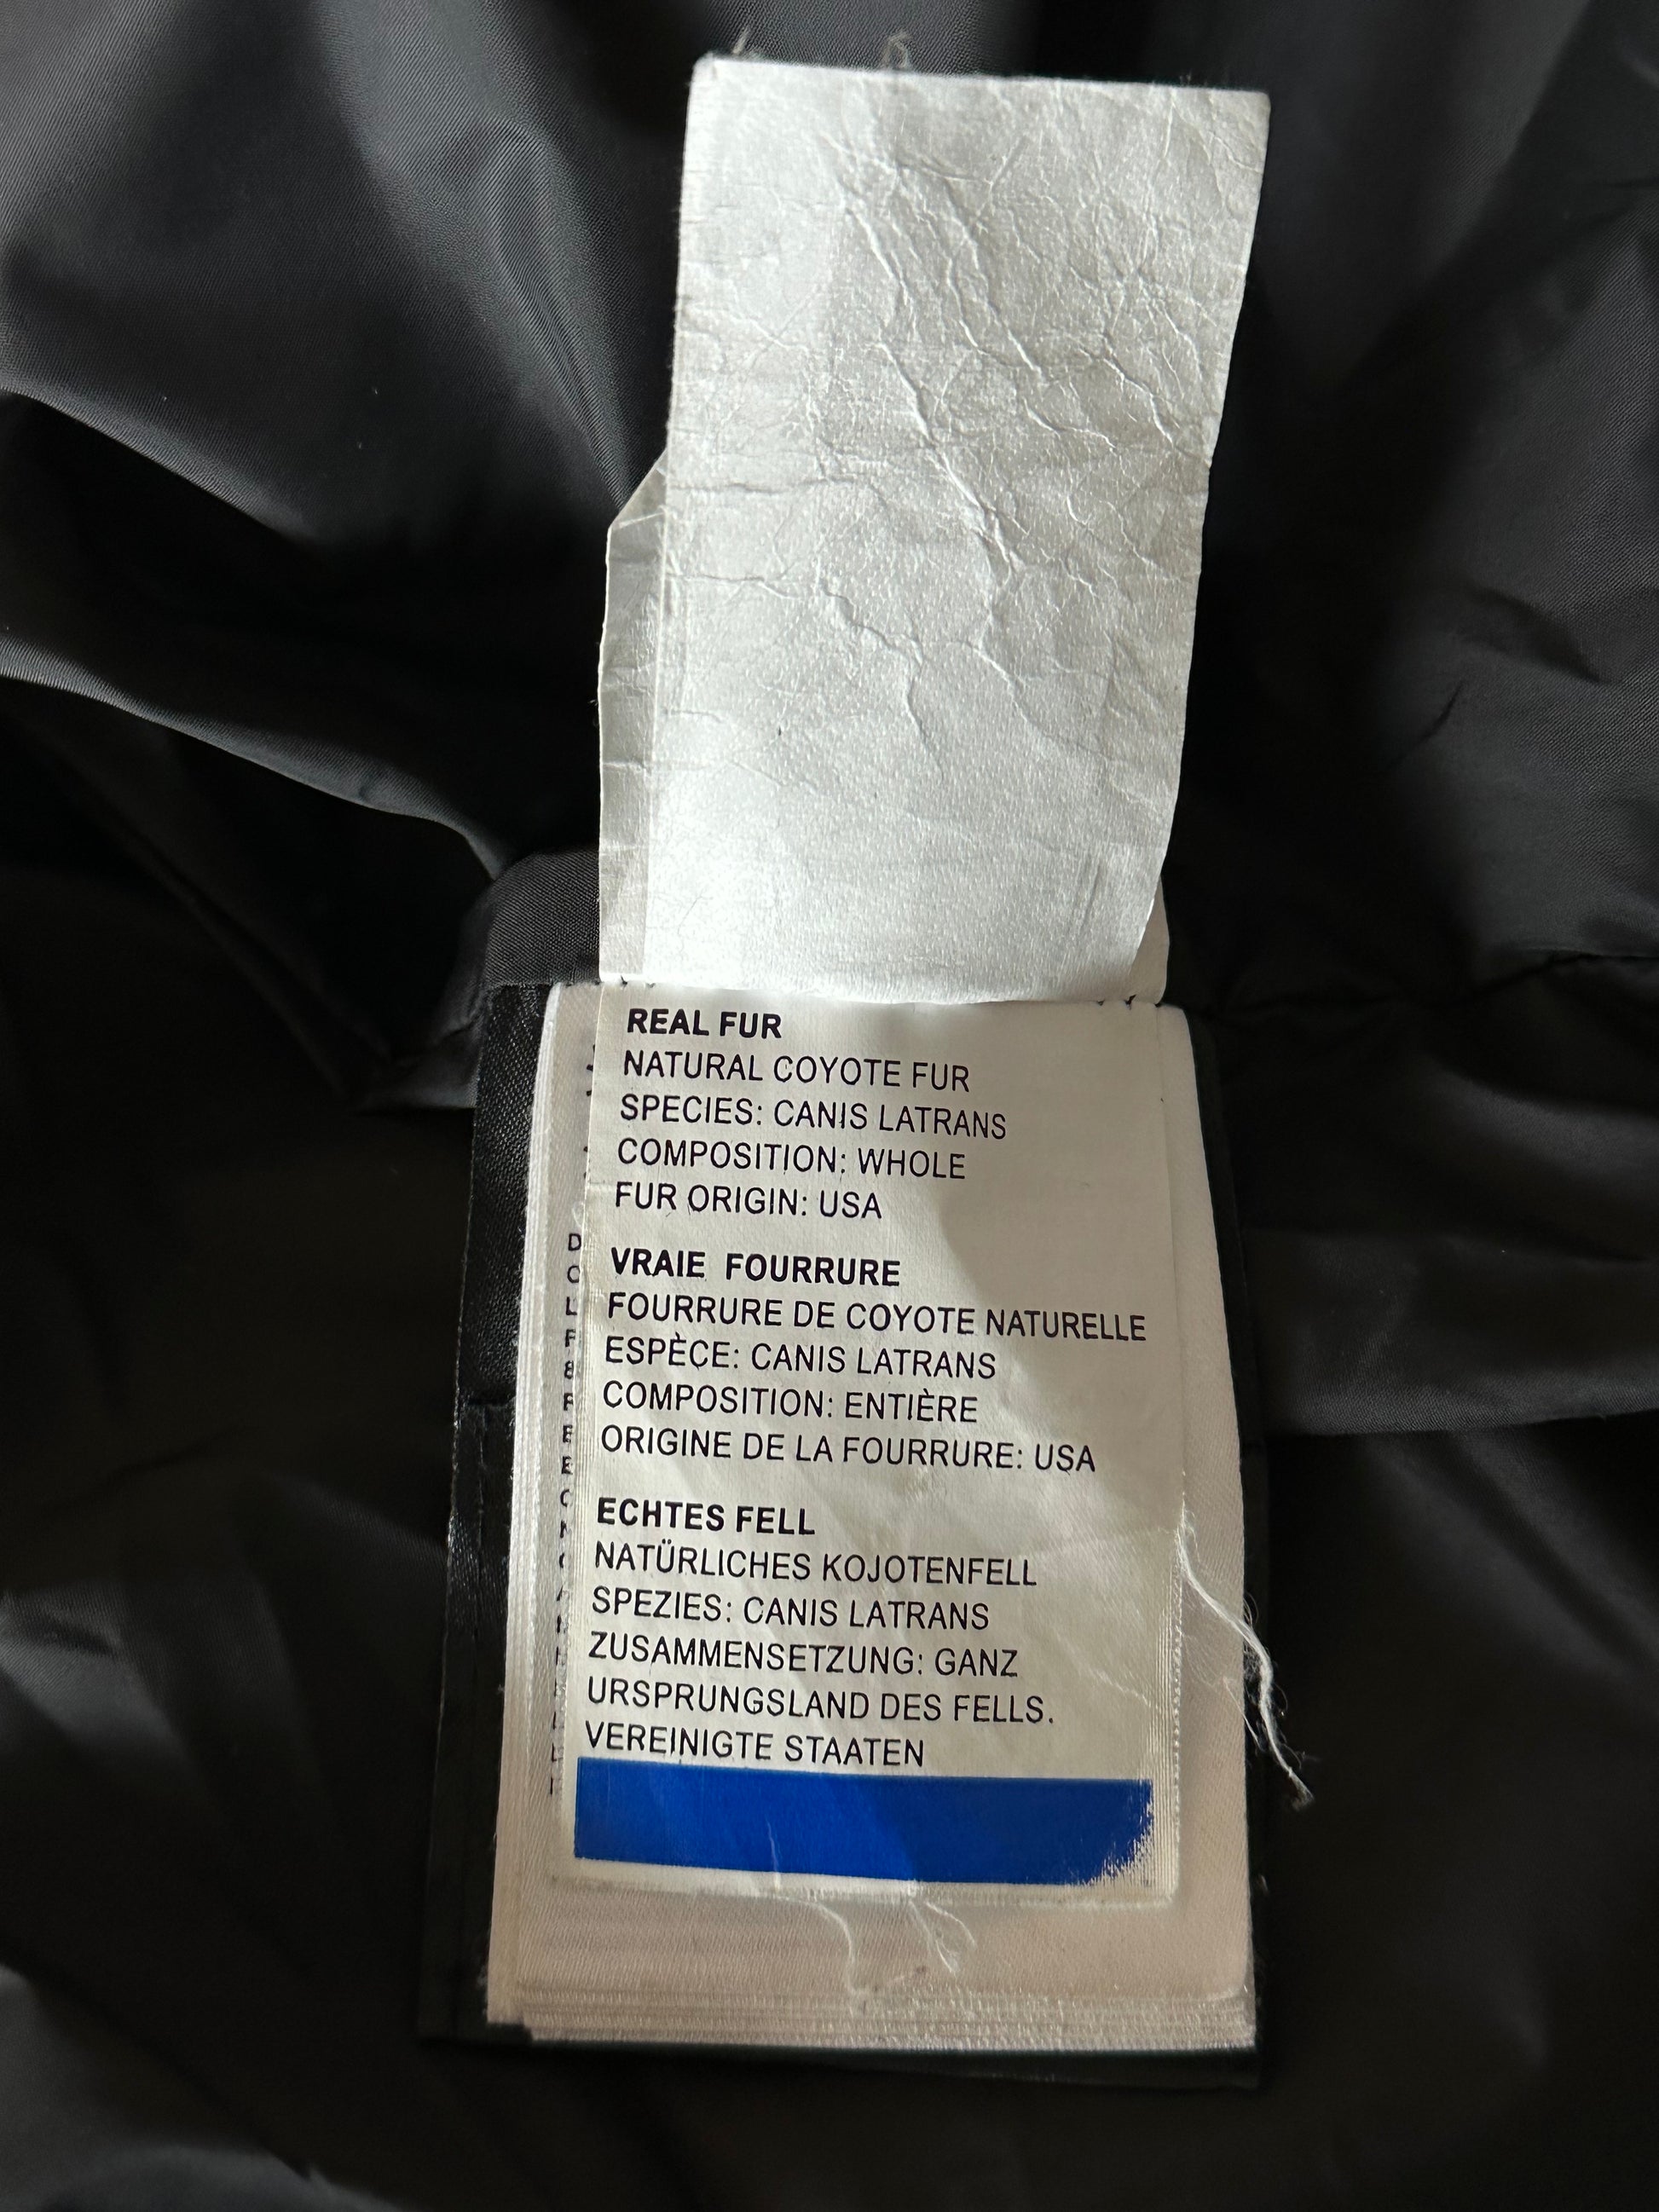 REAL FUR
NATURAL COYOTE FUR
SPECIES: CANIS LATRANS
COMPOSITION: WHOLE
FUR ORIGIN: USA
VRAIE FOURRURE
FOURRURE DE COYOTE NATURELLE
ESPÈCE: CANIS LATRANS
COMPOSITION: ENTIÈRE
ORIGINE DE LA FOURRURE: USA
ECHTES FELL
NATÜRLICHES KOJOTENFELL
SPEZIES: CANIS LATRANS
ZUSAMMENSETZUNG: GANZ
URSPRUNGSLAND DES FELLS.
VEREINIGTE STAATEN